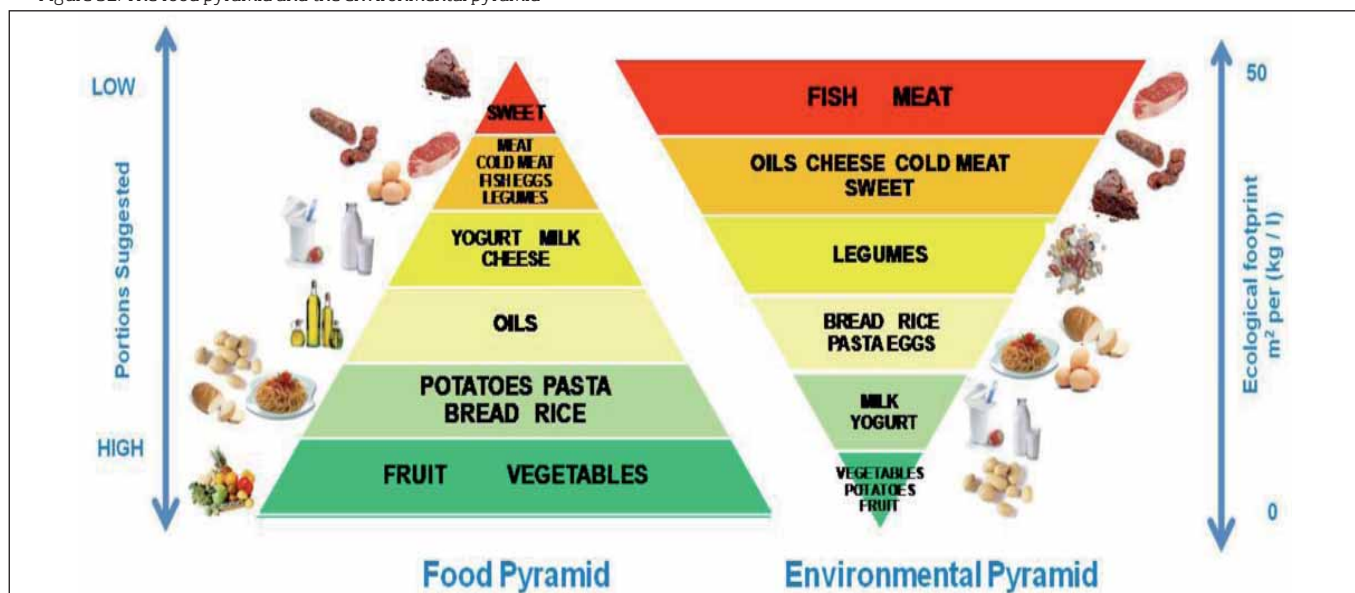 LOW
Portions Suggested
HIGH
SWEET
MEAT
COLD MEAT
FISH EGGS
LEGUMES
YOGURT MILK
CHEESE
OILS
POTATOES PASTA
BREAD RICE
FRUIT VEGETABLES
Food Pyramid
FISH MEAT
OILS CHEESE COLD MEAT
SWEET
LEGUMES
BREAD RICE
PASTA EGGS
MILK
YOGURT
VEGETABLES
POTATOES
FRUIT
Environmental Pyramid
50
Ecological footprint
m² per (kg / l)
0